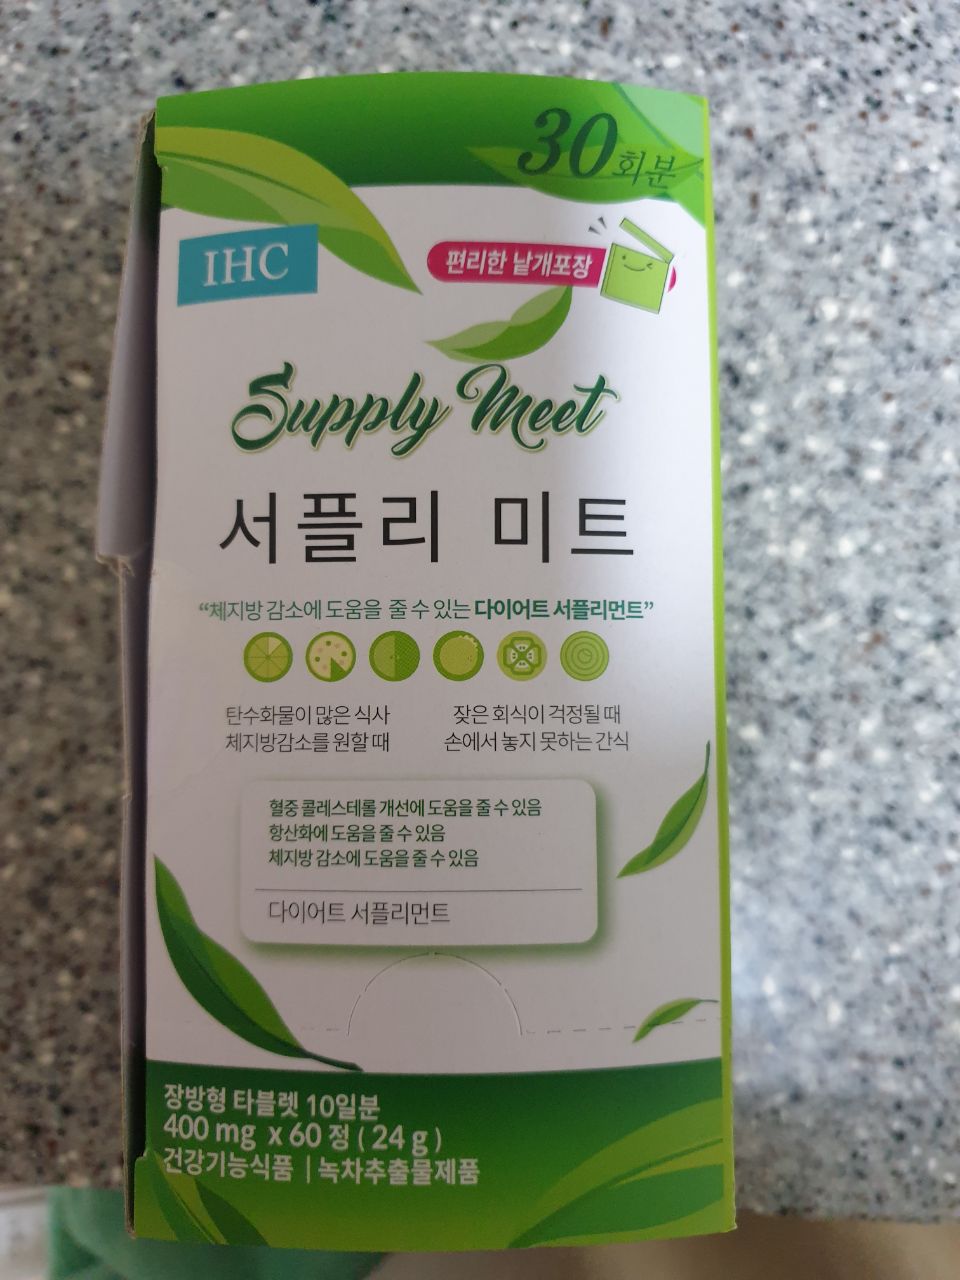 30회분
IHC
편리한 낱개포장
Supply Meet
서플리 미트
“체지방 감소에 도움을 줄 수 있는 다이어트 서플리먼트”
탄수화물이 많은 식사
체지방감소를 원할 때
잦은 회식이 걱정될 때
손에서 놓지 못하는 간식
혈중 콜레스테롤 개선에 도움을 줄 수 있음
항산화에 도움을 줄 수 있음
체지방 감소에 도움을 줄 수 있음
다이어트 서플리먼트
장방형 타블렛 10일분
400 mg x 60 정 ( 24 g )
건강기능식품 | 녹차추출물제품